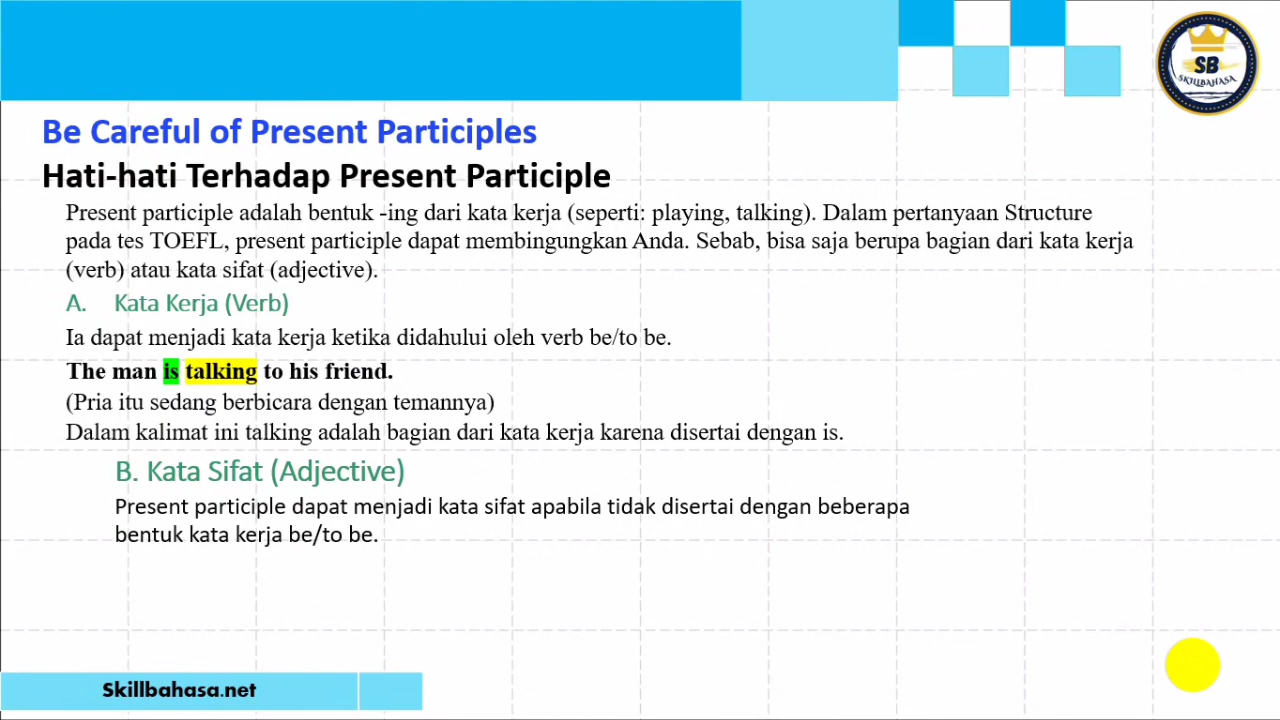 SB
SKILLBAHASA
Be Careful of Present Participles
Hati-hati Terhadap Present Participle
Present participle adalah bentuk -ing dari kata kerja (seperti: playing, talking). Dalam pertanyaan Structure
pada tes TOEFL, present participle dapat membingungkan Anda. Sebab, bisa saja berupa bagian dari kata kerja
(verb) atau kata sifat (adjective).
A. Kata Kerja (Verb)
Ia dapat menjadi kata kerja ketika didahului oleh verb be/to be.
The man is talking to his friend.
(Pria itu sedang berbicara dengan temannya)
Dalam kalimat ini talking adalah bagian dari kata kerja karena disertai dengan is.
B. Kata Sifat (Adjective)
Present participle dapat menjadi kata sifat apabila tidak disertai dengan beberapa
bentuk kata kerja be/to be.
Skillbahasa.net